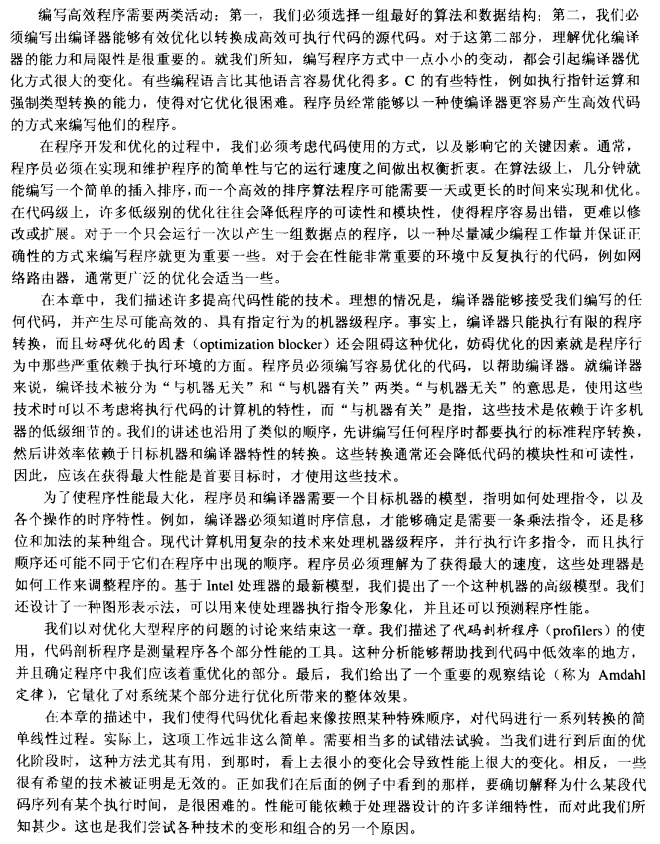 编写高效程序需要两类活动：第一，我们必须选择一组最好的算法和数据结构；第二，我们必
须编写出编译器能够有效优化以转换成高效可执行代码的源代码。对于这第二部分，理解优化编译
器的能力和局限性是很重要的。就我们所知，编写程序方式中一点小小的变动，都会引起编译器优
化方式很大的变化。有些编程语言比其他语言容易优化得多。C 的有些特性，例如执行指针运算和
强制类型转换的能力，使得对它优化很困难。程序员经常能够以一种使编译器更容易产生高效代码
的方式来编写他们的程序。
在程序开发和优化的过程中，我们必须考虑代码使用的方式，以及影响它的关键因素。通常，
程序员必须在实现和维护程序的简单性与它的运行速度之间做出权衡折衷。在算法级上，几分钟就
能编写一个简单的插入排序，而一个高效的排序算法程序可能需要一天或更长的时间来实现和优化。
在代码级上，许多低级别的优化往往会降低程序的可读性和模块性，使得程序容易出错，更难以修
改或扩展。对于一个只会运行一次以产生一组数据点的程序，以一种尽量减少编程工作量并保证正
确性的方式来编写程序就更为重要一些。对于会在性能非常重要的环境中反复执行的代码，例如网
络路由器，通常更广泛的优化会适当一些。
在本章中，我们描述许多提高代码性能的技术。理想的情况是，编译器能够接受我们编写的任
何代码，并产生尽可能高效的、具有指定行为的机器级程序。事实上，编译器只能执行有限的程序
转换，而且妨碍优化的因素（optimization blocker）还会阻碍这种优化，妨碍优化的因素就是程序行
为中那些严重依赖于执行环境的方面。程序员必须编写容易优化的代码，以帮助编译器。就编译器
来说，编译技术被分为“与机器无关”和“与机器有关”两类。“与机器无关”的意思是，使用这些
技术时可以不考虑将执行代码的计算机的特性，而“与机器有关”是指，这些技术是依赖于许多机
器的低级细节的。我们的讲述也沿用了类似的顺序，先讲编写任何程序时都要执行的标准程序转换，
然后讲效率依赖于目标机器和编译器特性的转换。这些转换通常还会降低代码的模块性和可读性，
因此，应该在获得最大性能是首要目标时，才使用这些技术。
为了使程序性能最大化，程序员和编译器需要一个目标机器的模型，指明如何处理指令，以及
各个操作的时序特性。例如，编译器必须知道时序信息，才能够确定是需要一条乘法指令，还是移
位和加法的某种组合。现代计算机用复杂的技术来处理机器级程序，并行执行许多指令，而且执行
顺序还可能不同于它们在程序中出现的顺序。程序员必须理解为了获得最大的速度，这些处理器是
如何工作来调整程序的。基于 Intel 处理器的最新模型，我们提出了一个这种机器的高级模型。我们
还设计了一种图形表示法，可以用来使处理器执行指令形象化，并且还可以预测程序性能。
我们以对优化大型程序的问题的讨论来结束这一章。我们描述了代码剖析程序（profilers）的使
用，代码剖析程序是测量程序各个部分性能的工具。这种分析能够帮助找到代码中低效率的地方，
并且确定程序中我们应该着重优化的部分。最后，我们给出了一个重要的观察结论（称为 Amdahl
定律），它量化了对系统某个部分进行优化所带来的整体效果。
在本章的描述中，我们使得代码优化看起来像按照某种特殊顺序，对代码进行一系列转换的简
单线性过程。实际上，这项工作远非这么简单。需要相当多的试错法试验。当我们进行到后面的优
化阶段时，这种方法尤其有用，到那时，看上去很小的变化会导致性能上很大的变化。相反，一些
很有希望的技术被证明是无效的。正如我们在后面的例子中看到的那样，要确切解释为什么某段代
码序列有某个执行时间，是很困难的。性能可能依赖于处理器设计的许多详细特性，而对此我们所
知甚少。这也是我们尝试各种技术的变形和组合的另一个原因。